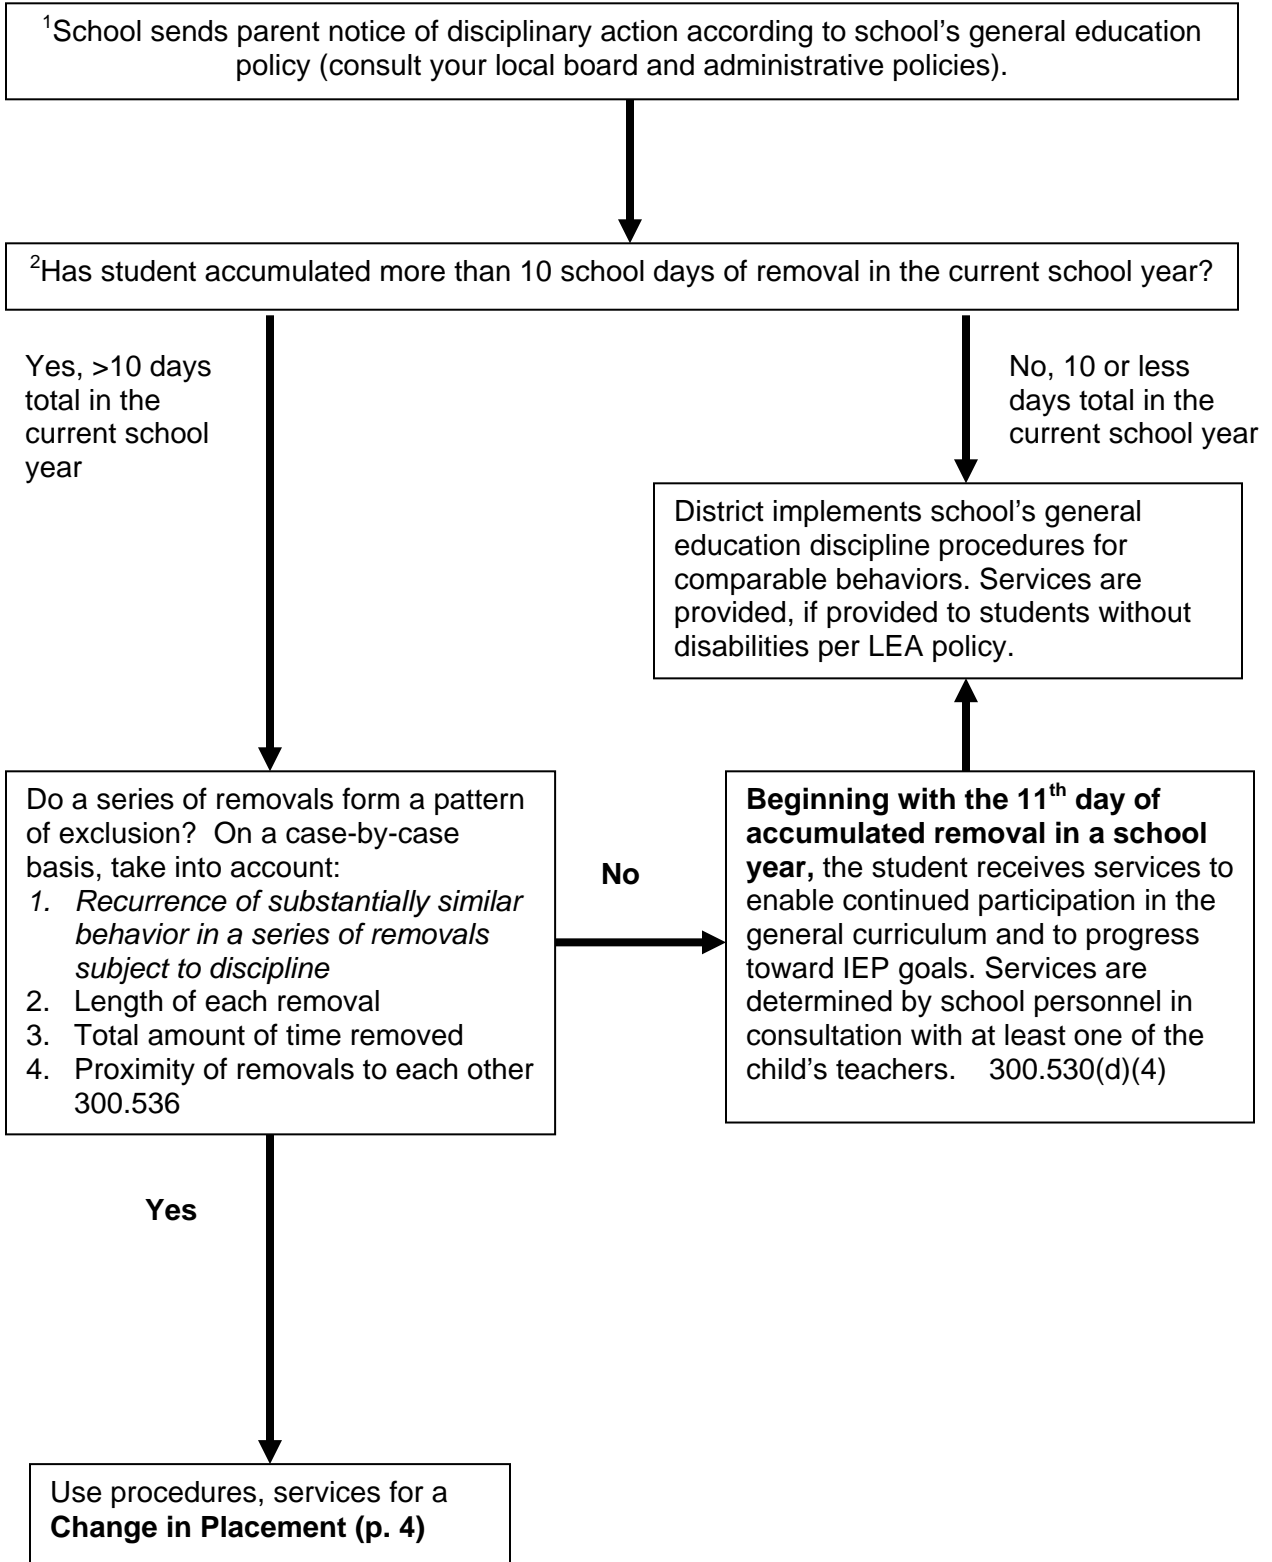 ¹School sends parent notice of disciplinary action according to school’s general education
policy (consult your local board and administrative policies).
²Has student accumulated more than 10 school days of removal in the current school year?
Yes, >10 days
total in the
current school
year
No, 10 or less
days total in the
current school year
District implements school’s general
education discipline procedures for
comparable behaviors. Services are
provided, if provided to students without
disabilities per LEA policy.
Do a series of removals form a pattern
of exclusion?  On a case-by-case
basis, take into account:
1. Recurrence of substantially similar
behavior in a series of removals
subject to discipline
2. Length of each removal
3. Total amount of time removed
4. Proximity of removals to each other
300.536
No
Beginning with the 11th day of
accumulated removal in a school
year, the student receives services to
enable continued participation in the
general curriculum and to progress
toward IEP goals. Services are
determined by school personnel in
consultation with at least one of the
child’s teachers.    300.530(d)(4)
Yes
Use procedures, services for a
Change in Placement (p. 4)